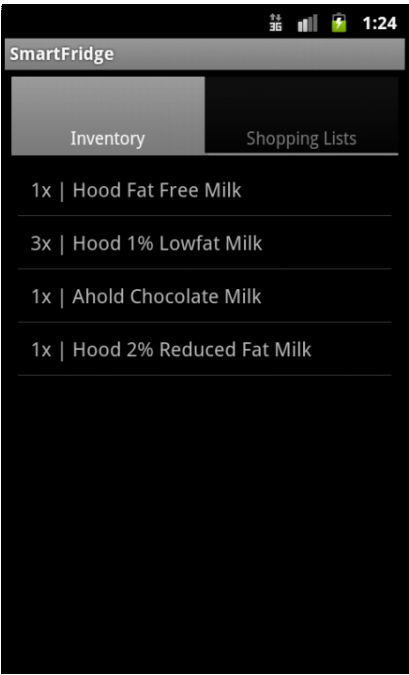 3G 1:24
SmartFridge
Inventory Shopping Lists
1x | Hood Fat Free Milk
3x | Hood 1% Lowfat Milk
1x | Ahold Chocolate Milk
1x | Hood 2% Reduced Fat Milk